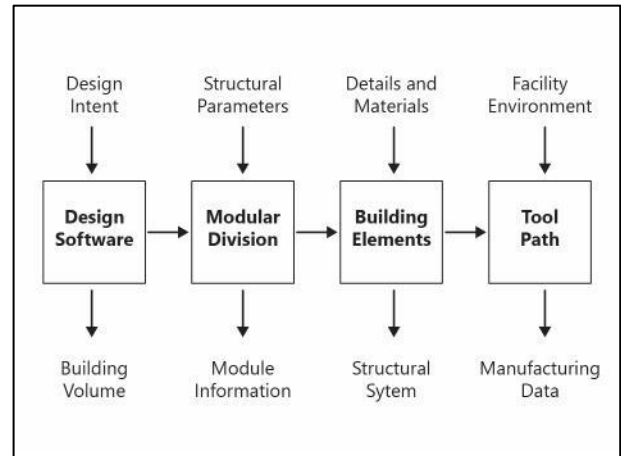 Design
Intent
Structural
Parameters
Details and
Materials
Facility
Environment
Design
Software
Modular
Division
Building
Elements
Tool
Path
Building
Volume
Module
Information
Structural
Sytem
Manufacturing
Data